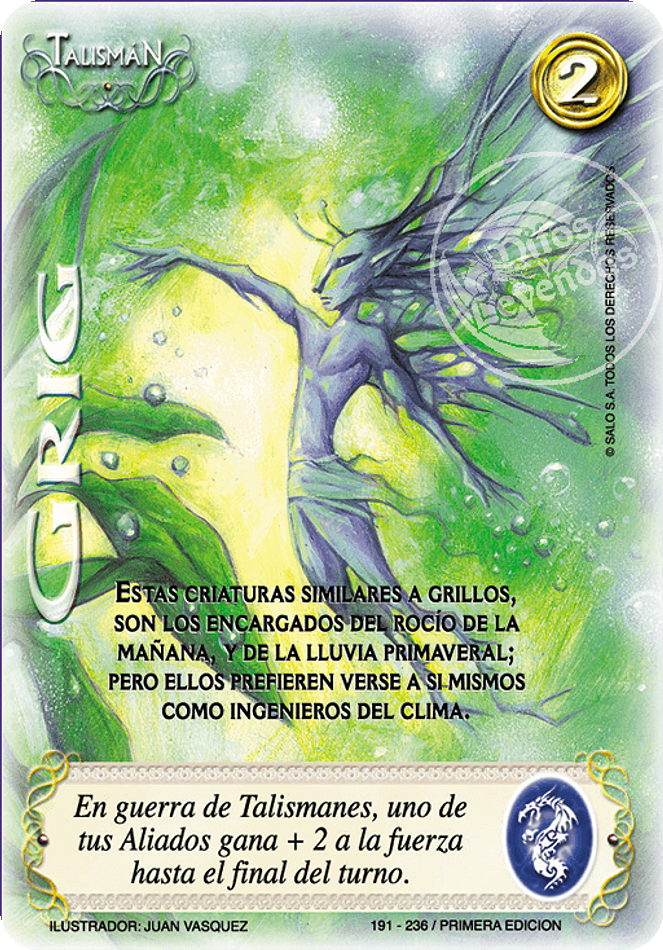 TALISMÁN
2
Mitos y Leyendas
GRIG
© SALO S.A. TODOS LOS DERECHOS RESERVADOS
ESTAS CRIATURAS SIMILARES A GRILLOS,
SON LOS ENCARGADOS DEL ROCÍO DE LA
MAÑANA, Y DE LA LLUVIA PRIMAVERAL;
PERO ELLOS PREFIEREN VERSE A SI MISMOS
COMO INGENIEROS DEL CLIMA.
En guerra de Talismanes, uno de
tus Aliados gana + 2 a la fuerza
hasta el final del turno.
ILUSTRADOR: JUAN VASQUEZ
191 - 236 / PRIMERA EDICION